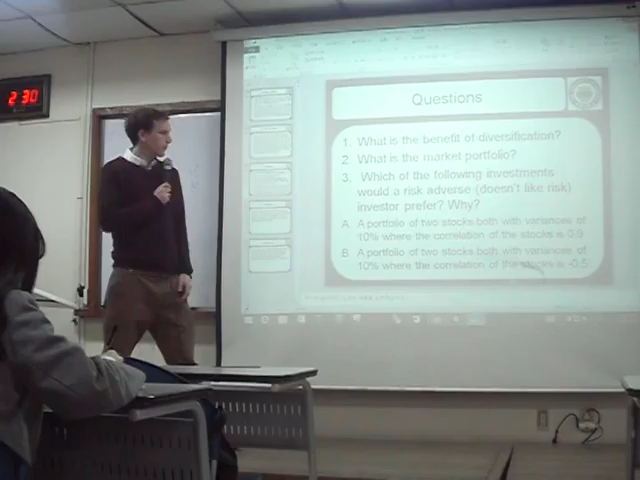 2:30
Questions
1. What is the benefit of diversification?
2. What is the market portfolio?
3. Which of the following investments
would a risk adverse (doesn't like risk)
investor prefer? Why?
A. A portfolio of two stocks both with variances of
10% where the correlation of the stocks is 0.9
B. A portfolio of two stocks both with variances of
10% where the correlation of the stocks is -0.5